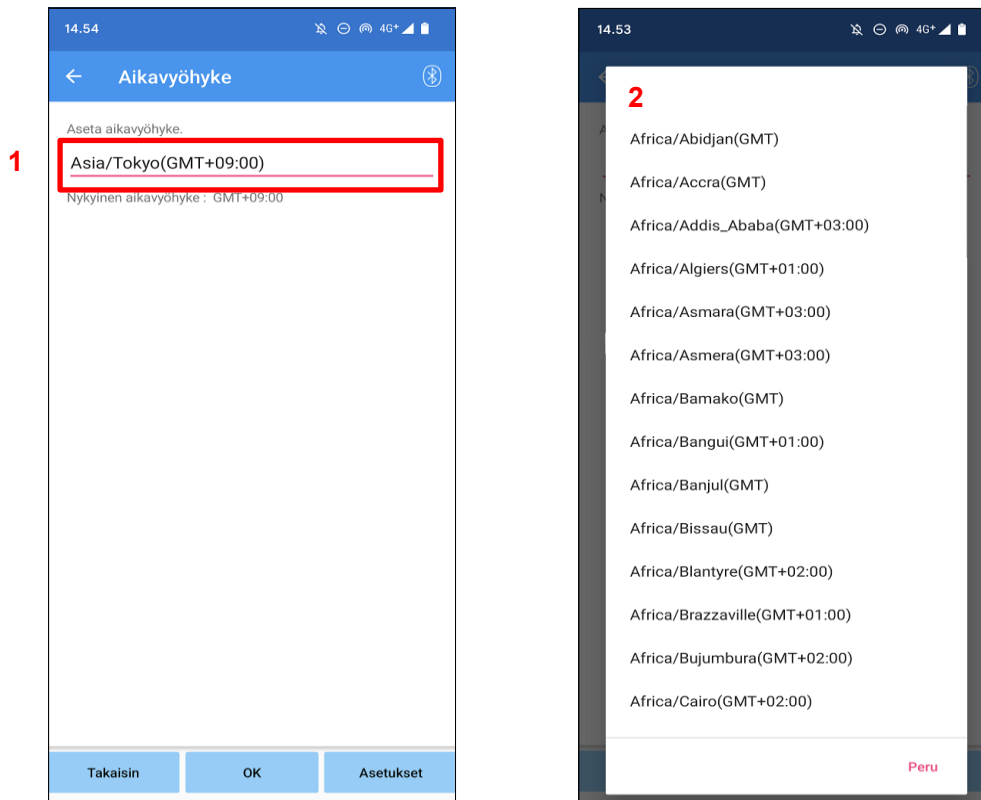 14.54
4G+
Aikavyöhyke
Aseta aikavyöhyke.
1
Asia/Tokyo(GMT+09:00)
Nykyinen aikavyöhyke : GMT+09:00
Takaisin
OK
Asetukset
14.53
4G+
2
A
N
Africa/Abidjan(GMT)
Africa/Accra(GMT)
Africa/Addis_Ababa(GMT+03:00)
Africa/Algiers(GMT+01:00)
Africa/Asmara(GMT+03:00)
Africa/Asmera(GMT+03:00)
Africa/Bamako(GMT)
Africa/Bangui(GMT+01:00)
Africa/Banjul(GMT)
Africa/Bissau(GMT)
Africa/Blantyre(GMT+02:00)
Africa/Brazzaville(GMT+01:00)
Africa/Bujumbura(GMT+02:00)
Africa/Cairo(GMT+02:00)
Peru